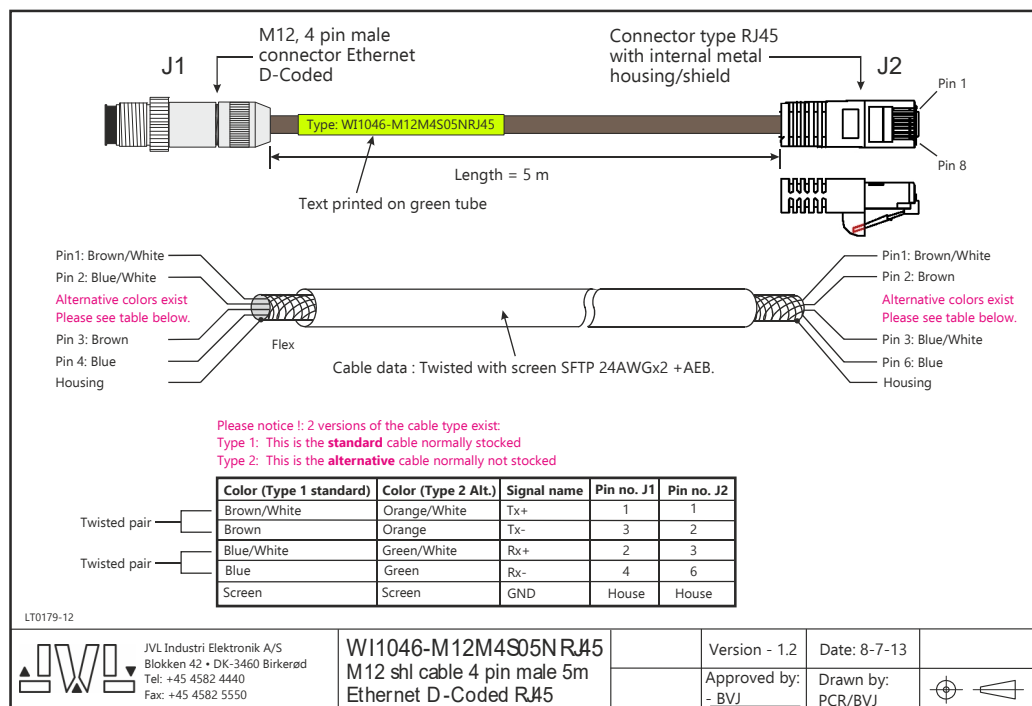 M12, 4 pin male
connector Ethernet
D-Coded
J1
Connector type RJ45
with internal metal
housing/shield
J2
Pin 1
Type: WI1046-M12M4S05NRJ45
Pin 8
Length = 5 m
Text printed on green tube
Pin1: Brown/White
Pin 2: Blue/White
Alternative colors exist
Please see table below.
Pin 3: Brown
Pin 4: Blue
Housing
Flex
Cable data : Twisted with screen SFTP 24AWGx2 +AEB.
Pin1: Brown/White
Pin 2: Brown
Alternative colors exist
Please see table below.
Pin 3: Blue/White
Pin 6: Blue
Housing
Please notice !: 2 versions of the cable type exist:
Type 1: This is the standard cable normally stocked
Type 2: This is the alternative cable normally not stocked
Color (Type 1 standard) Color (Type 2 Alt.) Signal name Pin no. J1 Pin no. J2
Brown/White Orange/White Tx+ 1 1
Brown Orange Tx- 3 2
Blue/White Green/White Rx+ 2 3
Blue Green Rx- 4 6
Screen Screen GND House House
Twisted pair
Twisted pair
LT0179-12
JVL
JVL Industri Elektronik A/S
Blokken 42 • DK-3460 Birkerød
Tel: +45 4582 4440
Fax: +45 4582 5550
WI1046-M12M4S05NRJ45
M12 shl cable 4 pin male 5m
Ethernet D-Coded RJ45
Version - 1.2
Date: 8-7-13
Approved by:
- BVJ
Drawn by:
PCR/BVJ